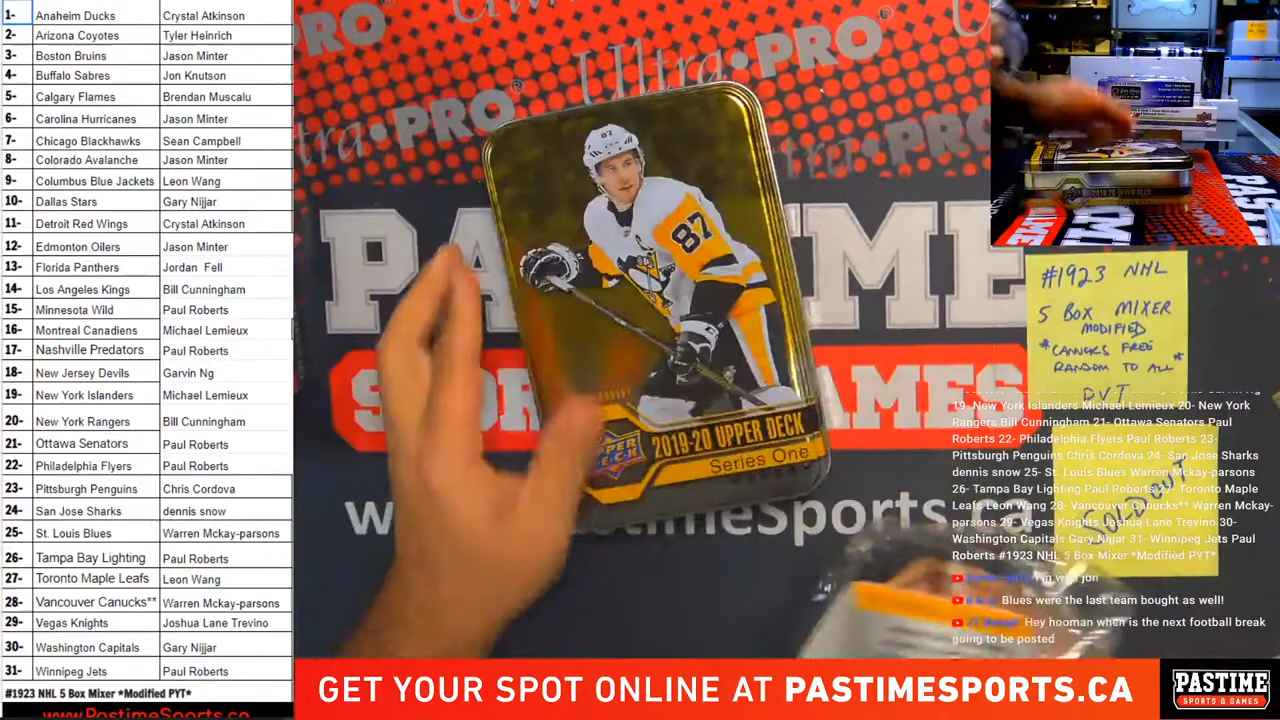 1- Anaheim Ducks Crystal Atkinson
2- Arizona Coyotes Tyler Heinrich
3- Boston Bruins Jason Minter
4- Buffalo Sabres Jon Knutson
5- Calgary Flames Brendan Muscalu
6- Carolina Hurricanes Jason Minter
7- Chicago Blackhawks Sean Campbell
8- Colorado Avalanche Jason Minter
9- Columbus Blue Jackets Leon Wang
10- Dallas Stars Gary Nijjar
11- Detroit Red Wings Crystal Atkinson
12- Edmonton Oilers Jason Minter
13- Florida Panthers Jordan Fell
14- Los Angeles Kings Bill Cunningham
15- Minnesota Wild Paul Roberts
16- Montreal Canadiens Michael Lemieux
17- Nashville Predators Paul Roberts
18- New Jersey Devils Garvin Ng
19- New York Islanders Michael Lemieux
20- New York Rangers Bill Cunningham
21- Ottawa Senators Paul Roberts
22- Philadelphia Flyers Paul Roberts
23- Pittsburgh Penguins Chris Cordova
24- San Jose Sharks dennis snow
25- St. Louis Blues Warren Mckay-parsons
26- Tampa Bay Lighting Paul Roberts
27- Toronto Maple Leafs Leon Wang
28- Vancouver Canucks** Warren Mckay-parsons
29- Vegas Knights Joshua Lane Trevino
30- Washington Capitals Gary Nijjar
31- Winnipeg Jets Paul Roberts
#1923 NHL 5 Box Mixer *Modified PYT*
www.PastimeSports.ca
Ultra•PRO®
87
87
2019-20 UPPER DECK
Series One
2019-20 UPPER DECK
#1923 NHL
5 BOX MIXER
MODIFIED
*CANUCKS FREE
RANDOM TO ALL*
PYT
SOLD OUT
19- New York Islanders Michael Lemieux 20- New York
Rangers Bill Cunningham 21- Ottawa Senators Paul
Roberts 22- Philadelphia Flyers Paul Roberts 23-
Pittsburgh Penguins Chris Cordova 24- San Jose Sharks
dennis snow 25- St. Louis Blues Warren Mckay-parsons
26- Tampa Bay Lighting Paul Roberts 27- Toronto Maple
Leafs Leon Wang 28- Vancouver Canucks** Warren Mckay-
parsons 29- Vegas Knights Joshua Lane Trevino 30-
Washington Capitals Gary Nijjar 31- Winnipeg Jets Paul
Roberts #1923 NHL 5 Box Mixer *Modified PYT*
I'm with jon
Blues were the last team bought as well!
Hey hooman when is the next football break
going to be posted
GET YOUR SPOT ONLINE AT PASTIMESPORTS.CA
PASTIME
SPORTS & GAMES